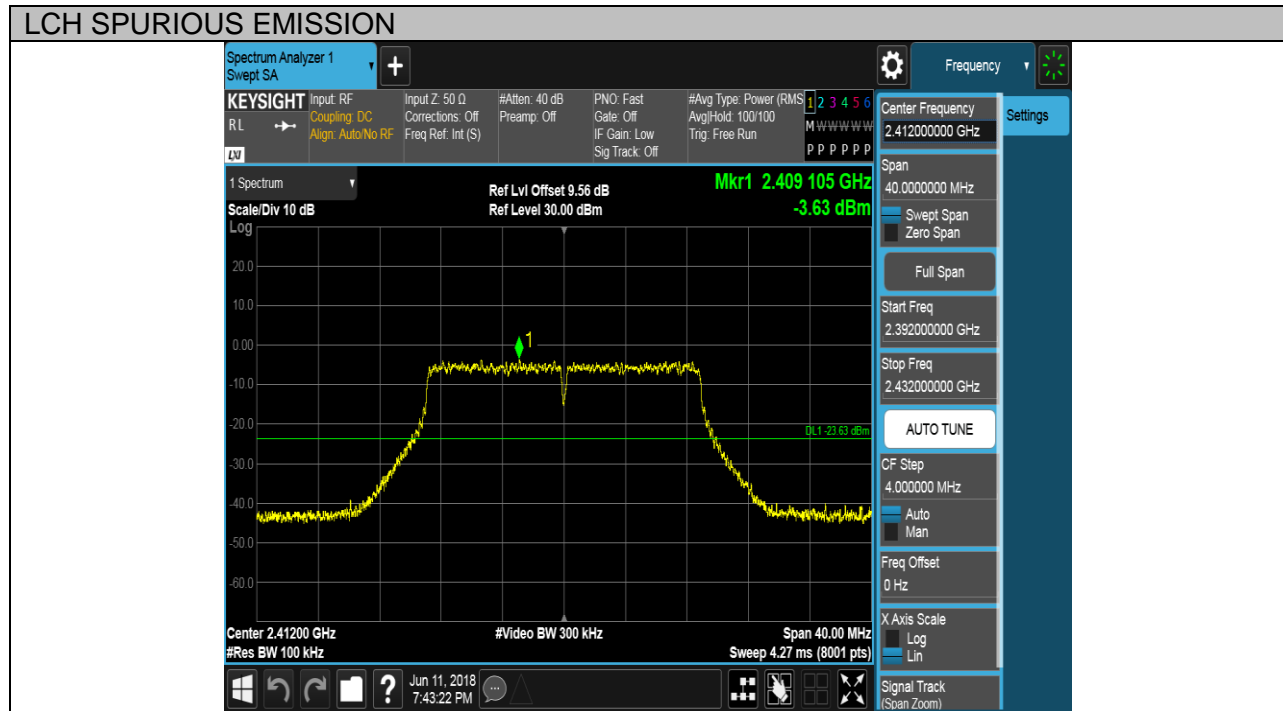 LCH SPURIOUS EMISSION
Spectrum Analyzer 1
Swept SA
+
Frequency
KEYSIGHT
RL
LXI
Input: RF
Coupling: DC
Align: Auto/No RF
Input Z: 50 Ω
Corrections: Off
Freq Ref: Int (S)
#Atten: 40 dB
Preamp: Off
PNO: Fast
Gate: Off
IF Gain: Low
Sig Track: Off
#Avg Type: Power (RMS
Avg|Hold: 100/100
Trig: Free Run
1 2 3 4 5 6
M W W W W W
P P P P P P
1 Spectrum
Scale/Div 10 dB
Ref Lvl Offset 9.56 dB
Ref Level 30.00 dBm
Mkr1 2.409 105 GHz
-3.63 dBm
Log
20.0
10.0
0.00
-10.0
-20.0
-30.0
-40.0
-50.0
-60.0
1
DL1 -23.63 dBm
Center 2.41200 GHz
#Res BW 100 kHz
#Video BW 300 kHz
Span 40.00 MHz
Sweep 4.27 ms (8001 pts)
?
Jun 11, 2018
7:43:22 PM
Center Frequency
2.412000000 GHz
Settings
Span
40.0000000 MHz
Swept Span
Zero Span
Full Span
Start Freq
2.392000000 GHz
Stop Freq
2.432000000 GHz
AUTO TUNE
CF Step
4.000000 MHz
Auto
Man
Freq Offset
0 Hz
X Axis Scale
Log
Lin
Signal Track
(Span Zoom)